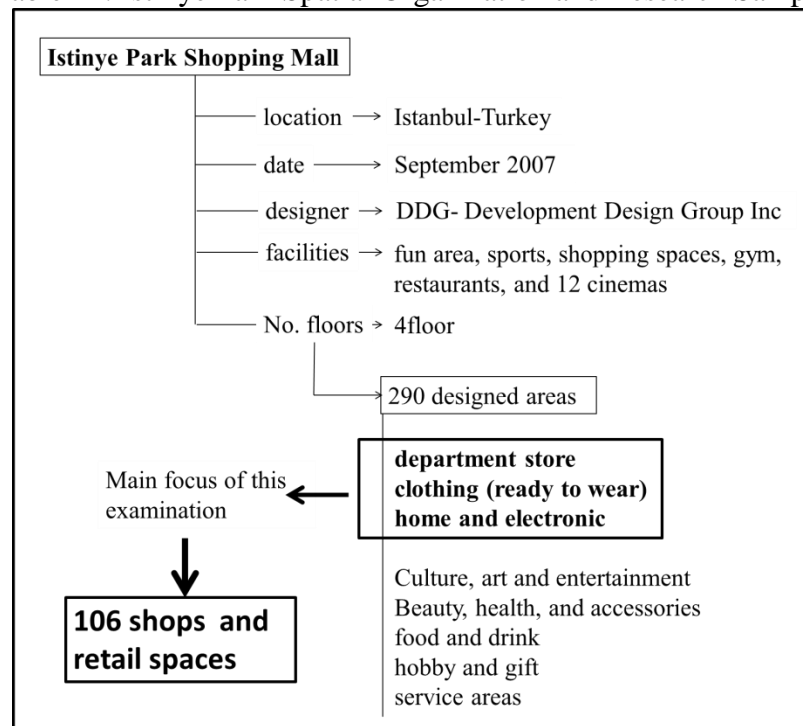 Istinye Park Shopping Mall
location → Istanbul-Turkey
date → September 2007
designer → DDG- Development Design Group Inc
facilities → fun area, sports, shopping spaces, gym,
restaurants, and 12 cinemas
No. floors → 4floor
290 designed areas
department store
clothing (ready to wear)
home and electronic
Main focus of this
examination
106 shops and
retail spaces
Culture, art and entertainment
Beauty, health, and accessories
food and drink
hobby and gift
service areas